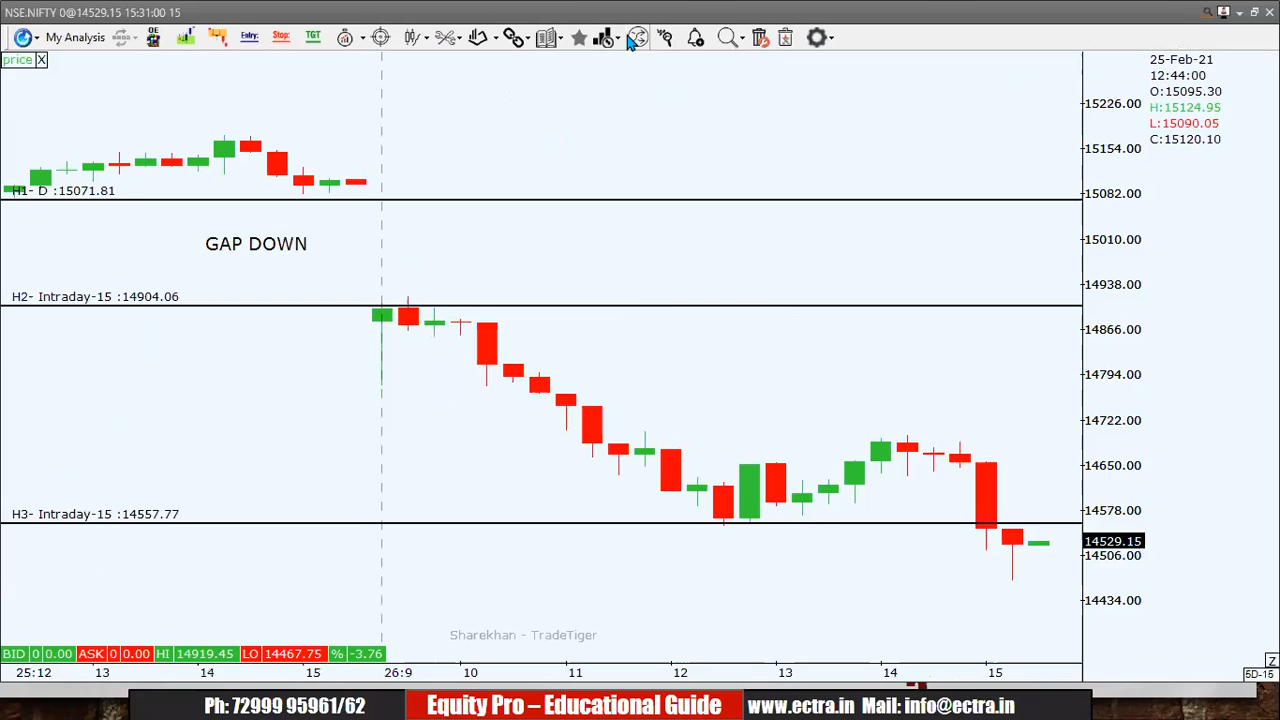 NSE.NIFTY 0@14529.15 15:31:00 15
My Analysis
OE
Entry:
Stop:
TGT
price X
25-Feb-21
12:44:00
O:15095.30
H:15124.95
L:15090.05
C:15120.10
15226.00
15154.00
15082.00
15010.00
14938.00
14866.00
14794.00
14722.00
14650.00
14578.00
14529.15
14506.00
14434.00
H1- D :15071.81
GAP DOWN
H2- Intraday-15 :14904.06
H3- Intraday-15 :14557.77
Sharekhan - TradeTiger
BID 0 0.00 ASK 0 0.00 HI 14919.45 LO 14467.75 % -3.76
25:12 13 14 15 26:9 10 11 12 13 14 15
Z
5D-15
Ph: 72999 95961/62 Equity Pro – Educational Guide www.ectra.in Mail: info@ectra.in